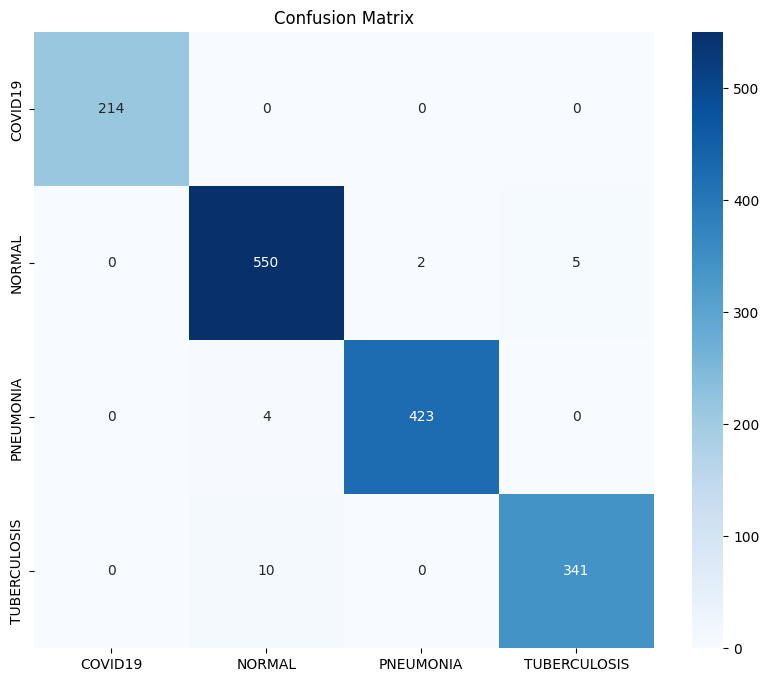 Confusion Matrix
COVID19 214 0 0 0
NORMAL 0 550 2 5
PNEUMONIA 0 4 423 0
TUBERCULOSIS 0 10 0 341
COVID19 NORMAL PNEUMONIA TUBERCULOSIS
500
400
300
200
100
0